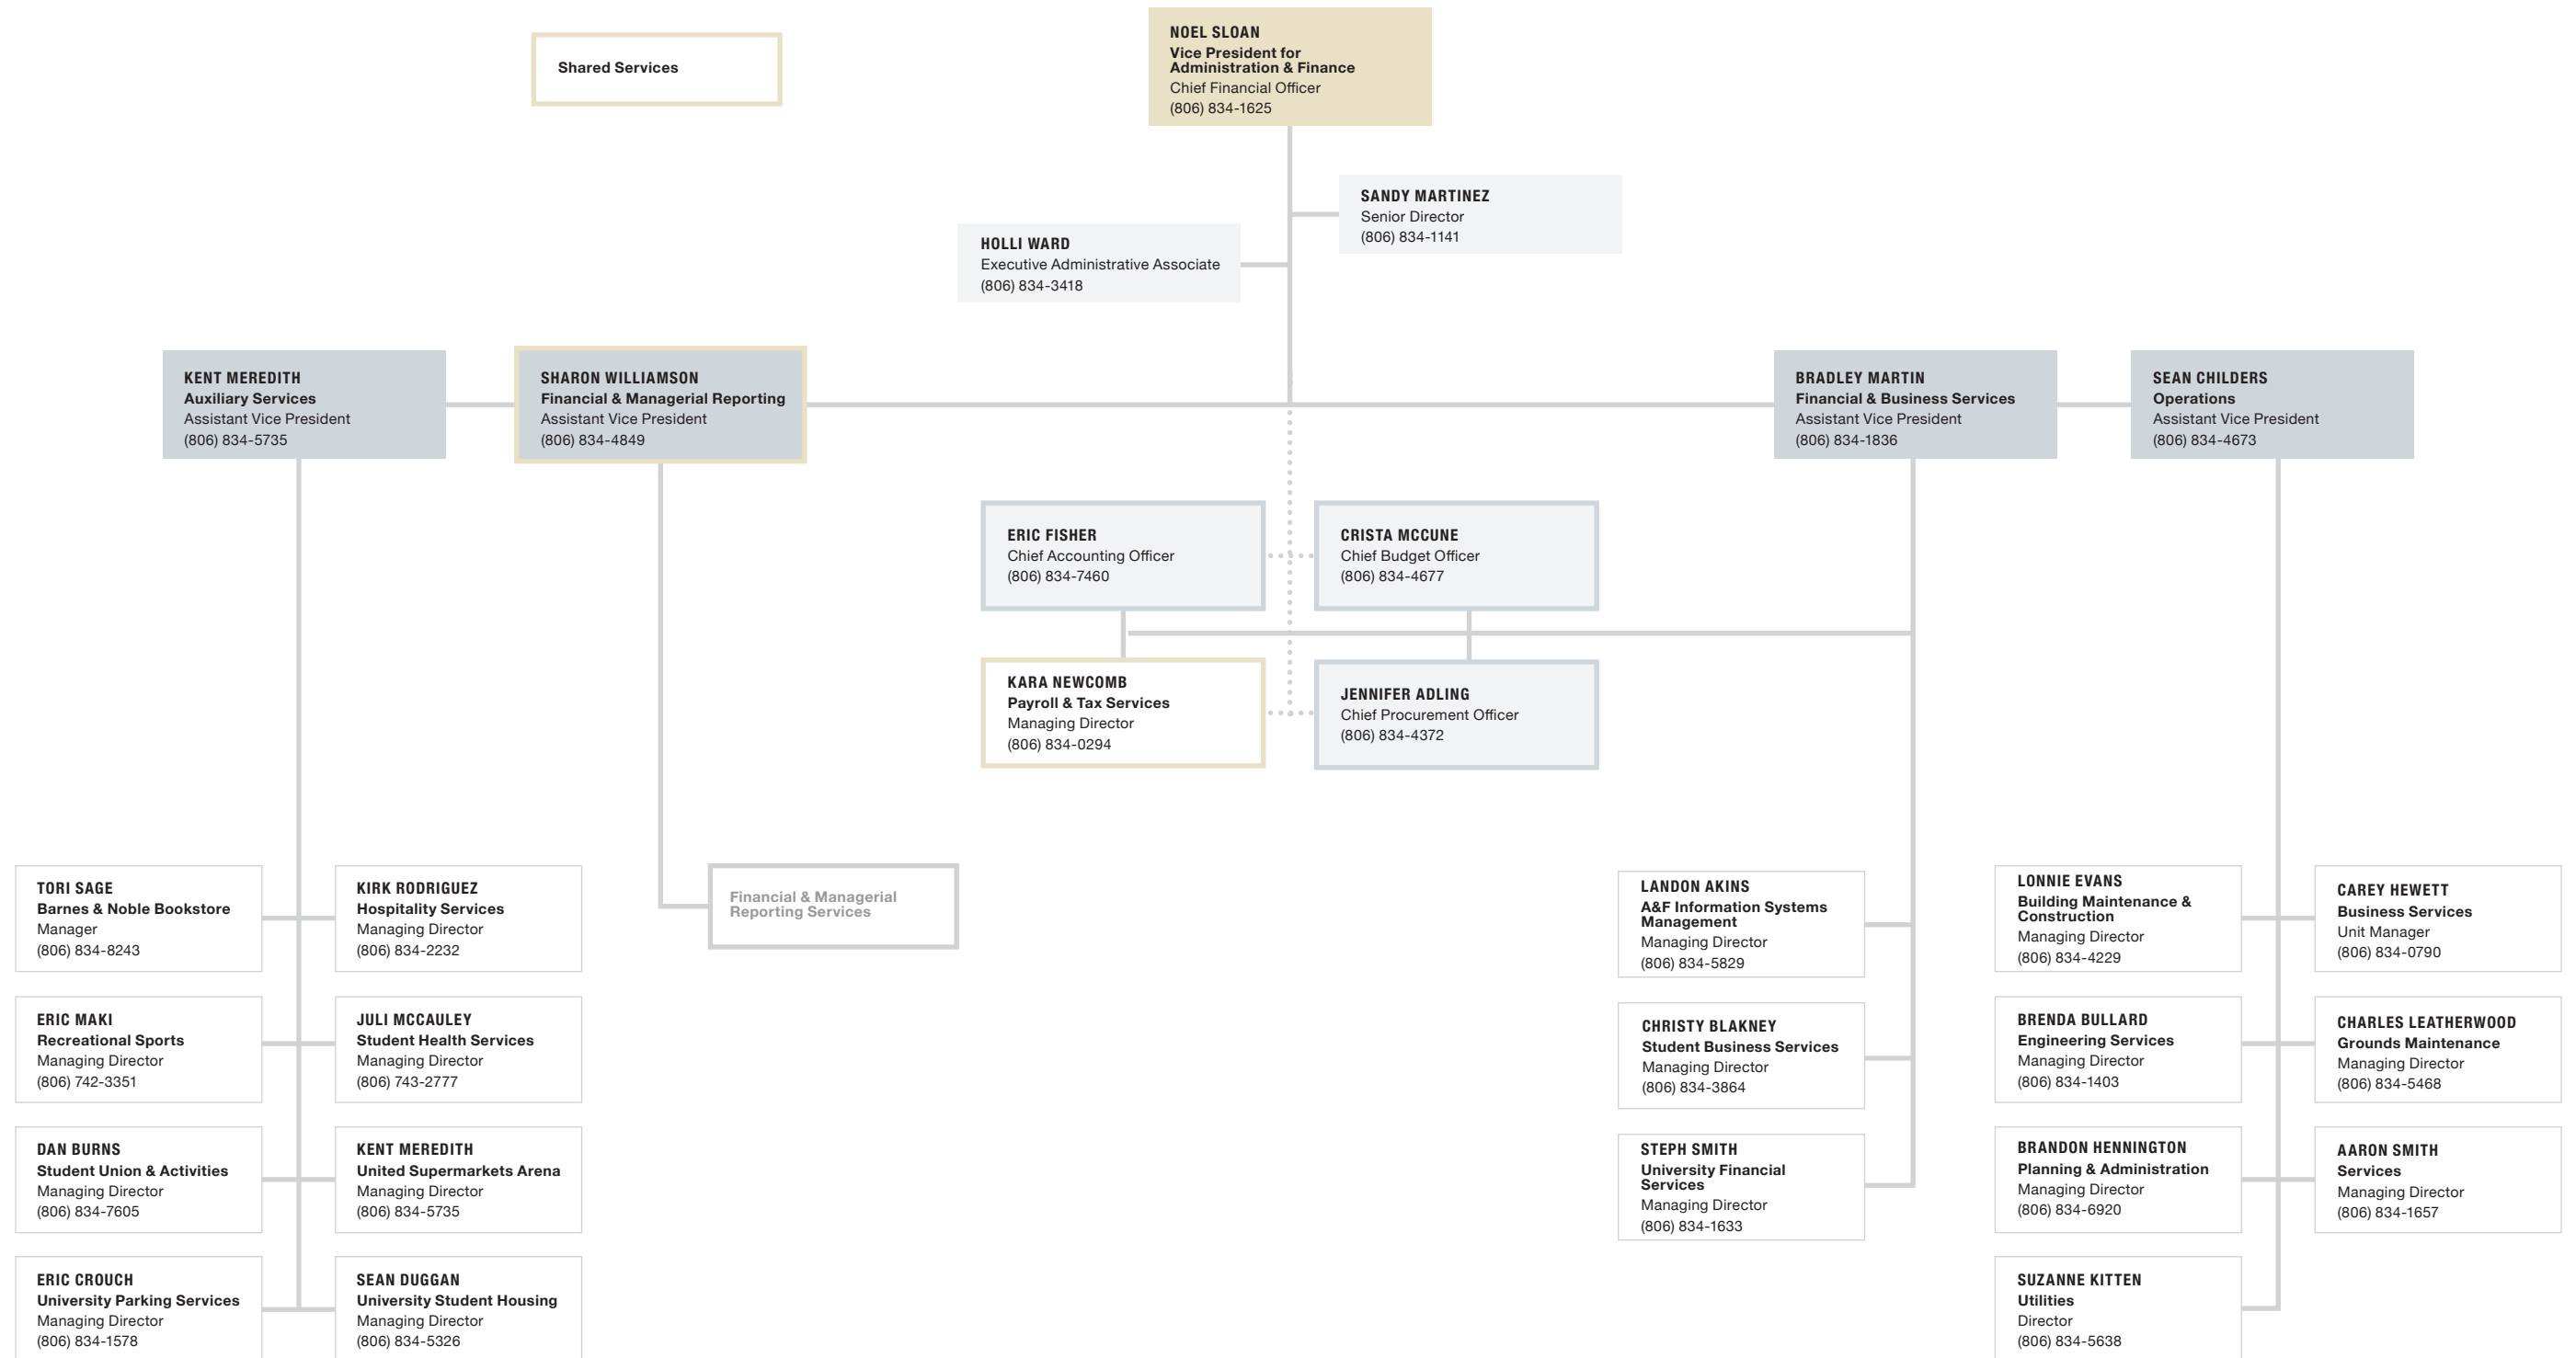 Shared Services
NOEL SLOAN
Vice President for
Administration & Finance
Chief Financial Officer
(806) 834-1625
SANDY MARTINEZ
Senior Director
(806) 834-1141
HOLLI WARD
Executive Administrative Associate
(806) 834-3418
KENT MEREDITH
Auxiliary Services
Assistant Vice President
(806) 834-5735
SHARON WILLIAMSON
Financial & Managerial Reporting
Assistant Vice President
(806) 834-4849
BRADLEY MARTIN
Financial & Business Services
Assistant Vice President
(806) 834-1836
SEAN CHILDERS
Operations
Assistant Vice President
(806) 834-4673
ERIC FISHER
Chief Accounting Officer
(806) 834-7460
CRISTA MCCUNE
Chief Budget Officer
(806) 834-4677
KARA NEWCOMB
Payroll & Tax Services
Managing Director
(806) 834-0294
JENNIFER ADLING
Chief Procurement Officer
(806) 834-4372
TORI SAGE
Barnes & Noble Bookstore
Manager
(806) 834-8243
KIRK RODRIGUEZ
Hospitality Services
Managing Director
(806) 834-2232
Financial & Managerial
Reporting Services
LANDON AKINS
A&F Information Systems
Management
Managing Director
(806) 834-5829
LONNIE EVANS
Building Maintenance &
Construction
Managing Director
(806) 834-4229
CAREY HEWETT
Business Services
Unit Manager
(806) 834-0790
ERIC MAKI
Recreational Sports
Managing Director
(806) 742-3351
JULI MCCAULEY
Student Health Services
Managing Director
(806) 743-2777
CHRISTY BLAKNEY
Student Business Services
Managing Director
(806) 834-3864
BRENDA BULLARD
Engineering Services
Managing Director
(806) 834-1403
CHARLES LEATHERWOOD
Grounds Maintenance
Managing Director
(806) 834-5468
DAN BURNS
Student Union & Activities
Managing Director
(806) 834-7605
KENT MEREDITH
United Supermarkets Arena
Managing Director
(806) 834-5735
STEPH SMITH
University Financial
Services
Managing Director
(806) 834-1633
BRANDON HENNINGTON
Planning & Administration
Managing Director
(806) 834-6920
AARON SMITH
Services
Managing Director
(806) 834-1657
ERIC CROUCH
University Parking Services
Managing Director
(806) 834-1578
SEAN DUGGAN
University Student Housing
Managing Director
(806) 834-5326
SUZANNE KITTEN
Utilities
Director
(806) 834-5638